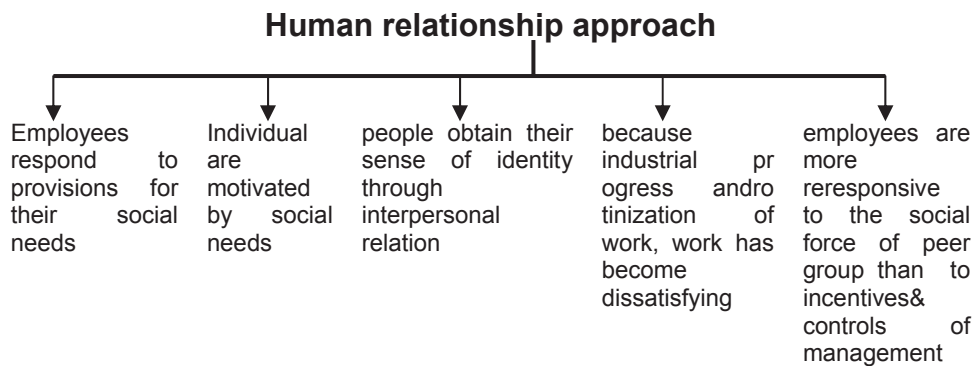 Human relationship approach
Employees
respond to
provisions for
their social
needs
Individual
are
motivated
by social
needs
people obtain their
sense of identity
through
interpersonal
relation
because
industrial pr
ogress andro
tinization of
work, work has
become
dissatisfying
employees are
more
reresponsive
to the social
force of peer
group than to
incentives&
controls of
management